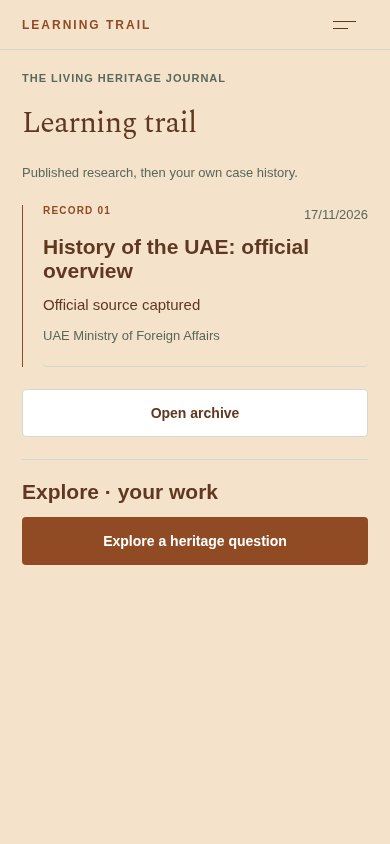 LEARNING TRAIL
THE LIVING HERITAGE JOURNAL
Learning trail
Published research, then your own case history.
RECORD 01
17/11/2026
History of the UAE: official
overview
Official source captured
UAE Ministry of Foreign Affairs
Open archive
Explore · your work
Explore a heritage question